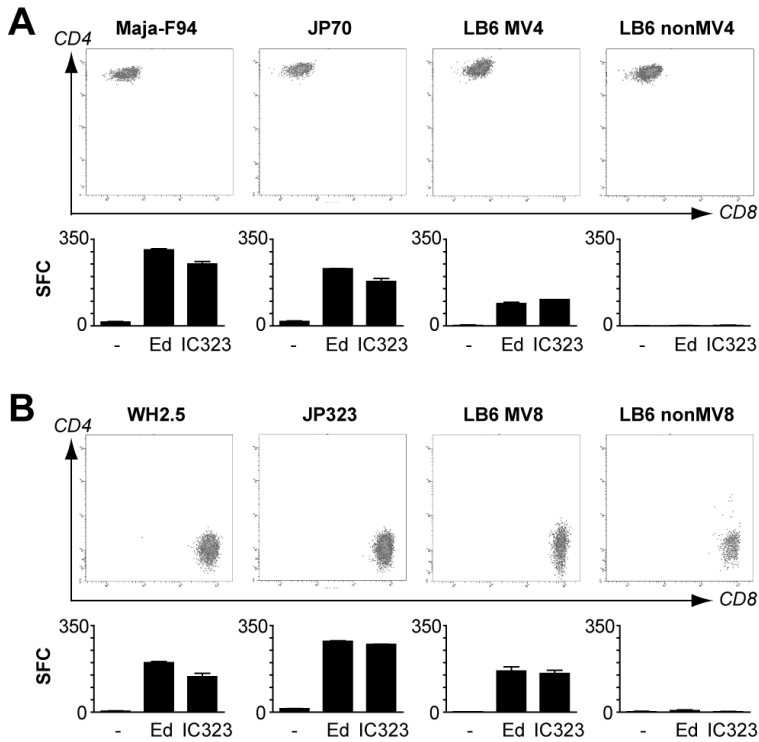 A
Maja-F94 JP70 LB6 MV4 LB6 nonMV4
CD4
CD8
350 350 350 350
SFC
0 0 0 0
- Ed IC323 - Ed IC323 - Ed IC323 - Ed IC323
B
WH2.5 JP323 LB6 MV8 LB6 nonMV8
CD4
CD8
350 350 350 350
SFC
0 0 0 0
- Ed IC323 - Ed IC323 - Ed IC323 - Ed IC323